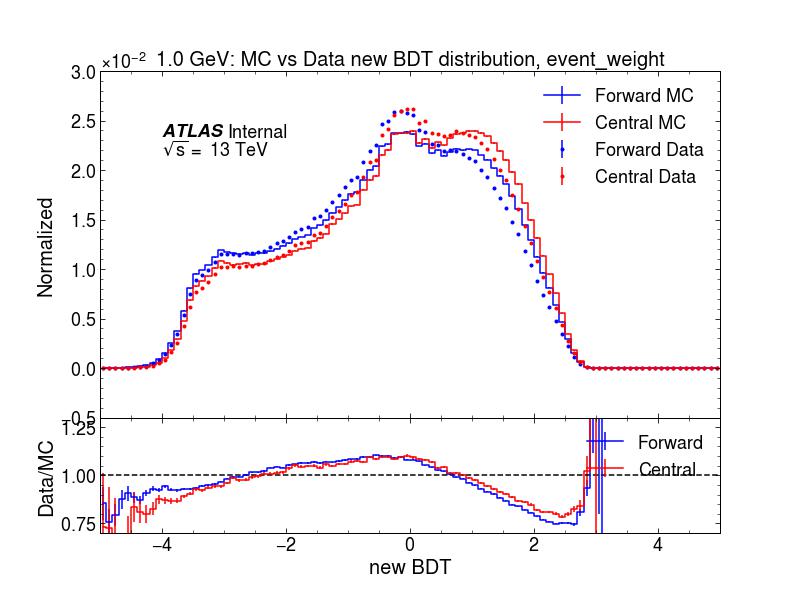 ×10⁻² 1.0 GeV: MC vs Data new BDT distribution, event_weight
3.0
2.5
2.0
1.5
1.0
0.5
0.0
Normalized
ATLAS Internal
√s = 13 TeV
Forward MC
Central MC
Forward Data
Central Data
1.25
1.00
0.75
Data/MC
Forward
Central
−4 −2 0 2 4
new BDT